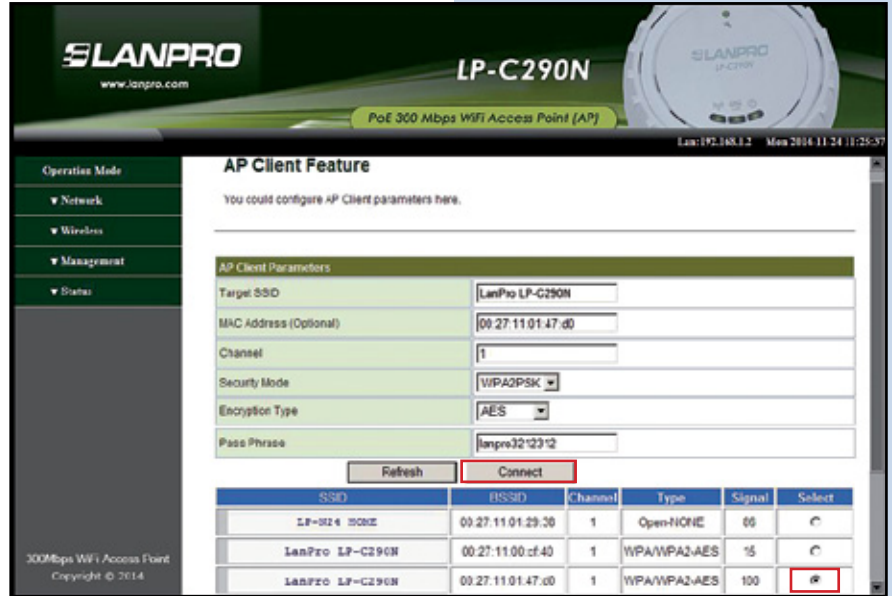 LANPRO
www.lanpro.com
LP-C290N
PoE 300 Mbps WiFi Access Point (AP)
LANPRO
LP-C290N
Lan:192.168.1.2 Mon 2016-11-24 11:25:37
Operation Mode
▼ Network
▼ Wireless
▼ Management
▼ Status
300Mbps WiFi Access Point
Copyright © 2014
AP Client Feature
You could configure AP Client parameters here.
AP Client Parameters
Target SSID LanPro LP-C290N
MAC Address (Optional) 00:27:11:01:47:d0
Channel 1
Security Mode WPA2PSK
Encryption Type AES
Pass Phrase lanpro3212312
Refresh Connect
SSID BSSID Channel Type Signal Select
LP-N24 NONE 00:27:11:01:29:38 1 Open-NONE 86
LanPro LP-C290N 00:27:11:00:cf:40 1 WPA/WPA2-AES 15
LanPro LP-C290N 00:27:11:01:47:d0 1 WPA/WPA2-AES 100